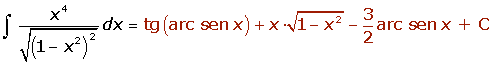 ∫ x⁴ / √((1 − x²)²) dx = tg (arc sen x) + x·√(1 − x²) − 3/2 arc sen x + C